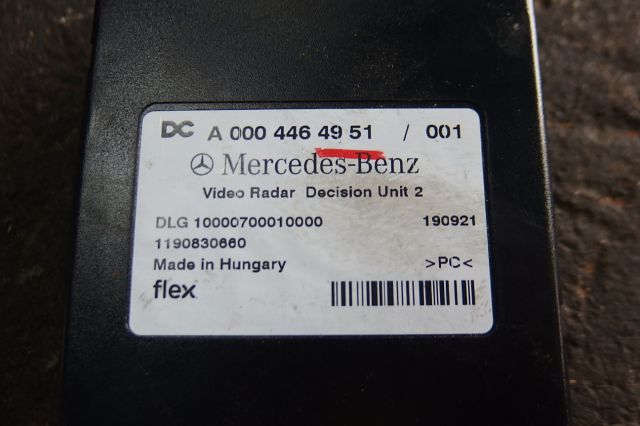 DC A 000 446 49 51 / 001
Mercedes-Benz
Video Radar Decision Unit 2
DLG 10000700010000 190921
1190830660
Made in Hungary >PC<
flex